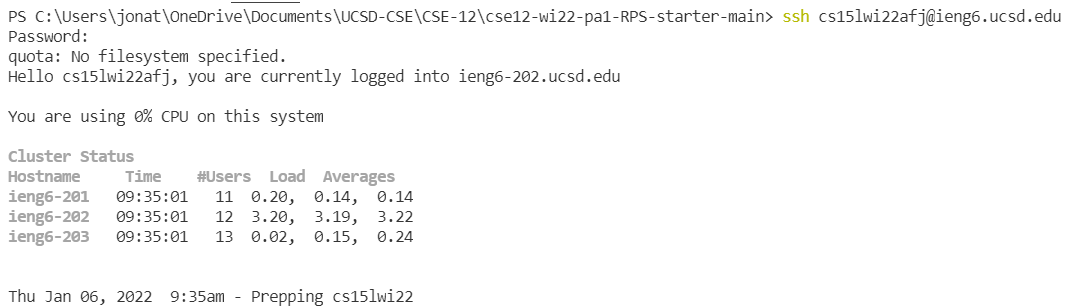 PS C:\Users\jonat\OneDrive\Documents\UCSD-CSE\CSE-12\cse12-wi22-pa1-RPS-starter-main> ssh cs15lwi22afj@ieng6.ucsd.edu
Password:
quota: No filesystem specified.
Hello cs15lwi22afj, you are currently logged into ieng6-202.ucsd.edu
You are using 0% CPU on this system
Cluster Status
Hostname     Time    #Users  Load  Averages
ieng6-201   09:35:01   11  0.20,  0.14,  0.14
ieng6-202   09:35:01   12  3.20,  3.19,  3.22
ieng6-203   09:35:01   13  0.02,  0.15,  0.24
Thu Jan 06, 2022  9:35am - Prepping cs15lwi22